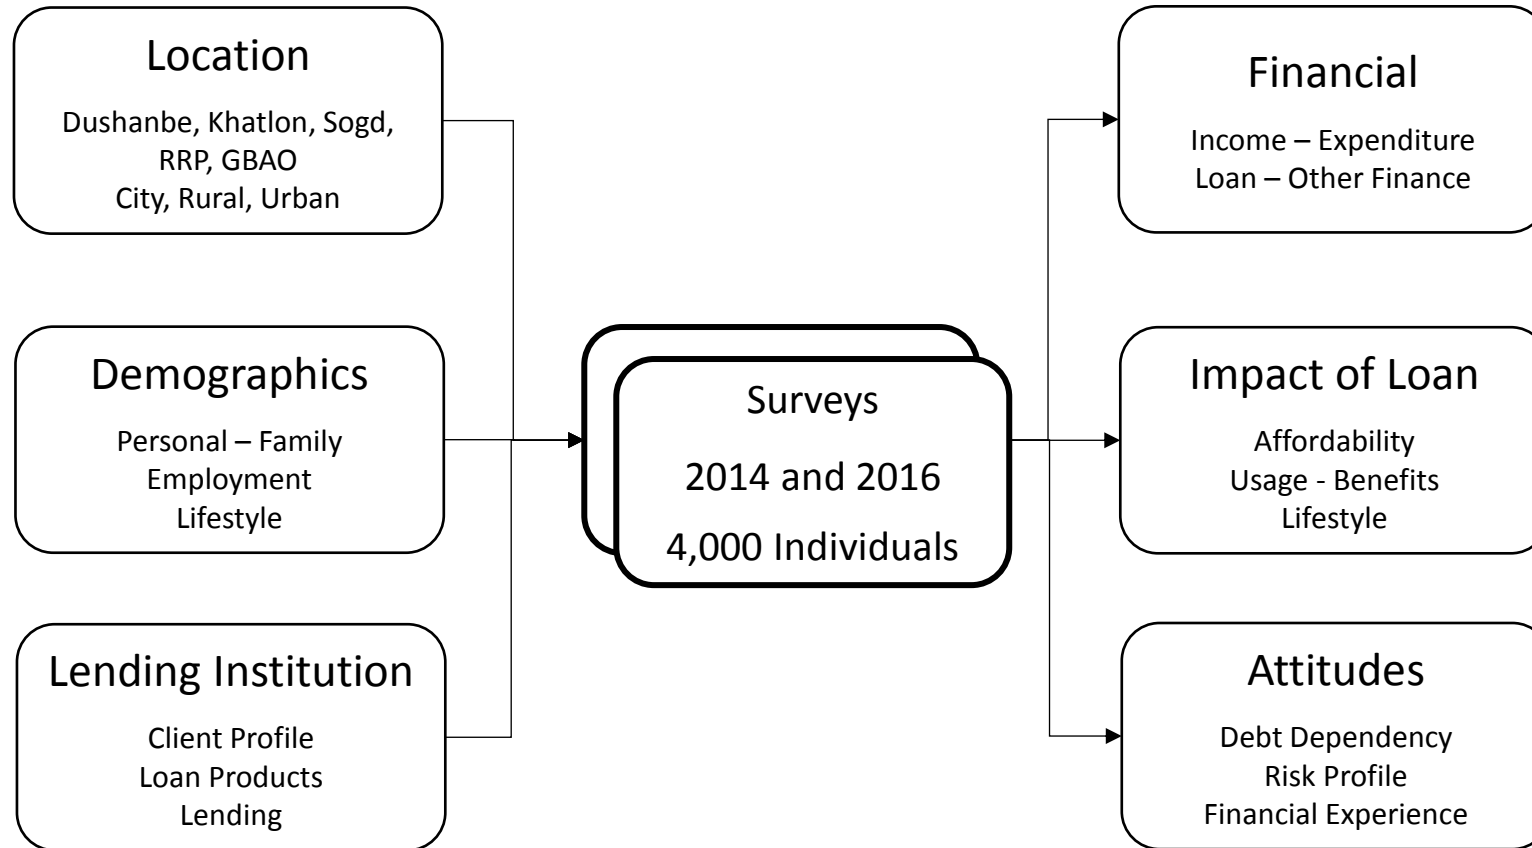 Location
Dushanbe, Khatlon, Sogd,
RRP, GBAO
City, Rural, Urban
Demographics
Personal – Family
Employment
Lifestyle
Lending Institution
Client Profile
Loan Products
Lending
Surveys
2014 and 2016
4,000 Individuals
Financial
Income – Expenditure
Loan – Other Finance
Impact of Loan
Affordability
Usage - Benefits
Lifestyle
Attitudes
Debt Dependency
Risk Profile
Financial Experience